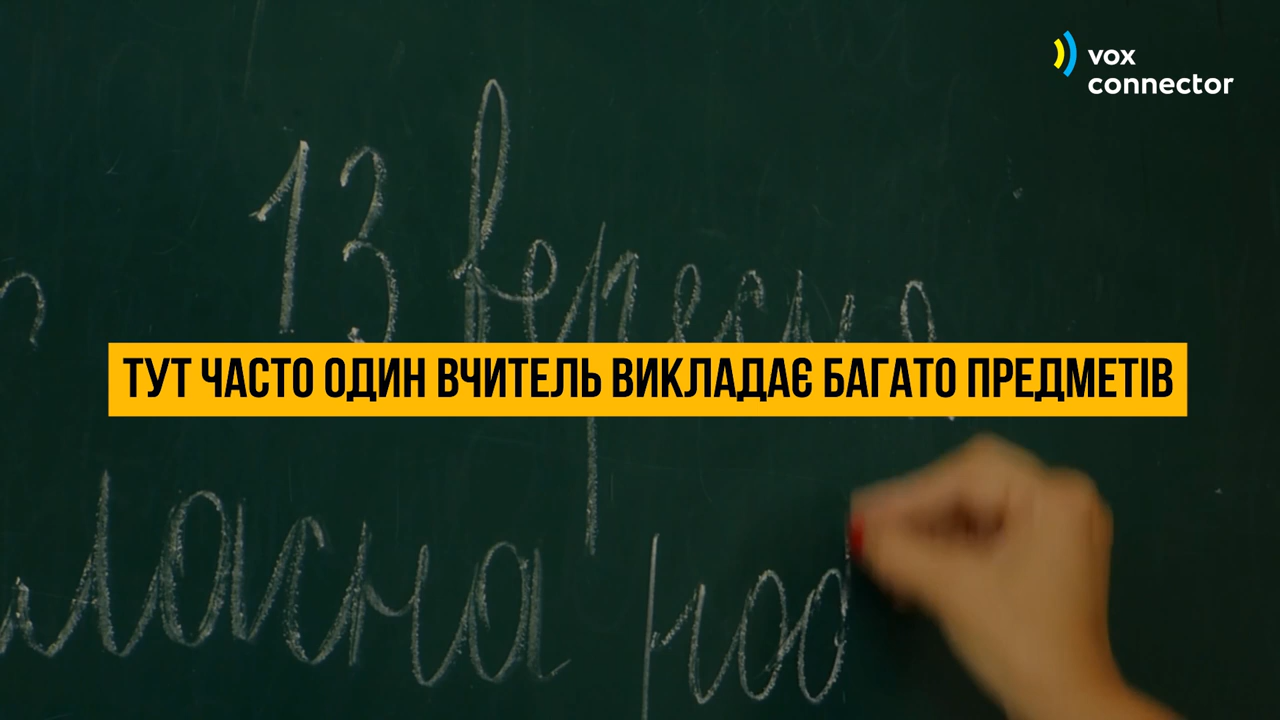 vox
connector
13 вересня
ТУТ ЧАСТО ОДИН ВЧИТЕЛЬ ВИКЛАДАЄ БАГАТО ПРЕДМЕТІВ